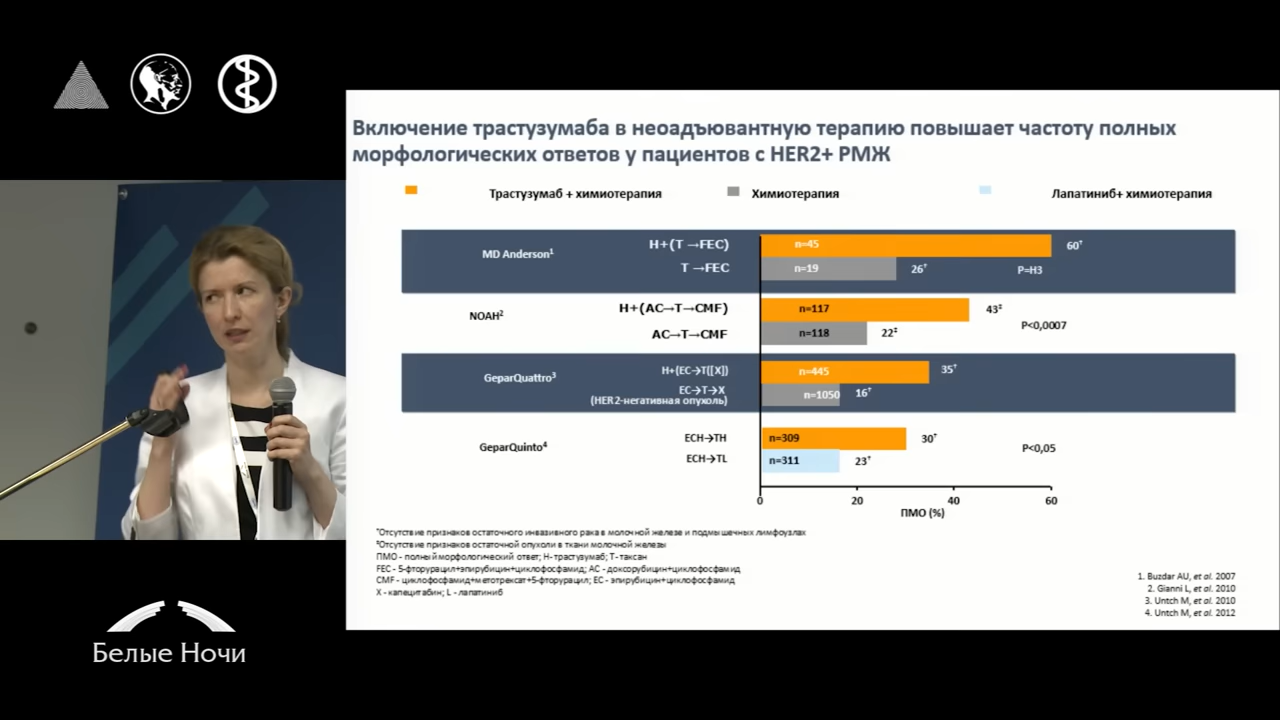 Включение трастузумаба в неоадъювантную терапию повышает частоту полных
морфологических ответов у пациентов с HER2+ РМЖ
Трастузумаб + химиотерапия
Химиотерапия
Лапатиниб+ химиотерапия
MD Anderson¹
H+(T →FEC)
n=45
60†
T →FEC
n=19
26†
P=НЗ
NOAH²
H+(AC→T→CMF)
n=117
43‡
AC→T→CMF
n=118
22‡
P<0,0007
GeparQuattro³
H+(EC→T([X])
n=445
35†
EC→T→X
(HER2-негативная опухоль)
n=1050
16†
GeparQuinto⁴
ECH→TH
n=309
30†
ECH→TL
n=311
23†
P<0,05
0 20 40 60
ПМО (%)
†Отсутствие признаков остаточного инвазивного рака в молочной железе и подмышечных лимфоузлах
‡Отсутствие признаков остаточной опухоли в ткани молочной железы
ПМО - полный морфологический ответ; H- трастузумаб; T - таксан
FEC - 5-фторурацил+эпирубицин+циклофосфамид; AC - доксорубицин+циклофосфамид
CMF - циклофосфамид+метотрексат+5-фторурацил; EC - эпирубицин+циклофосфамид
X - капецитабин; L - лапатиниб
1. Buzdar AU, et al. 2007
2. Gianni L, et al. 2010
3. Untch M, et al. 2010
4. Untch M, et al. 2012
Белые Ночи